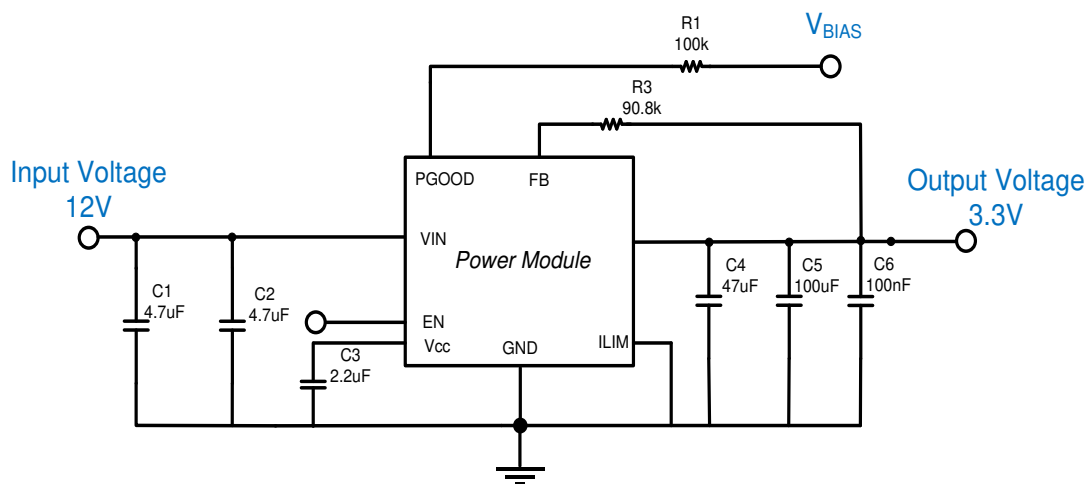 R1
100k
VBIAS
R3
90.8k
Input Voltage
12V
PGOOD
FB
Output Voltage
3.3V
VIN
Power Module
C1
4.7uF
C2
4.7uF
C4
47uF
C5
100uF
C6
100nF
EN
Vcc
GND
ILIM
C3
2.2uF